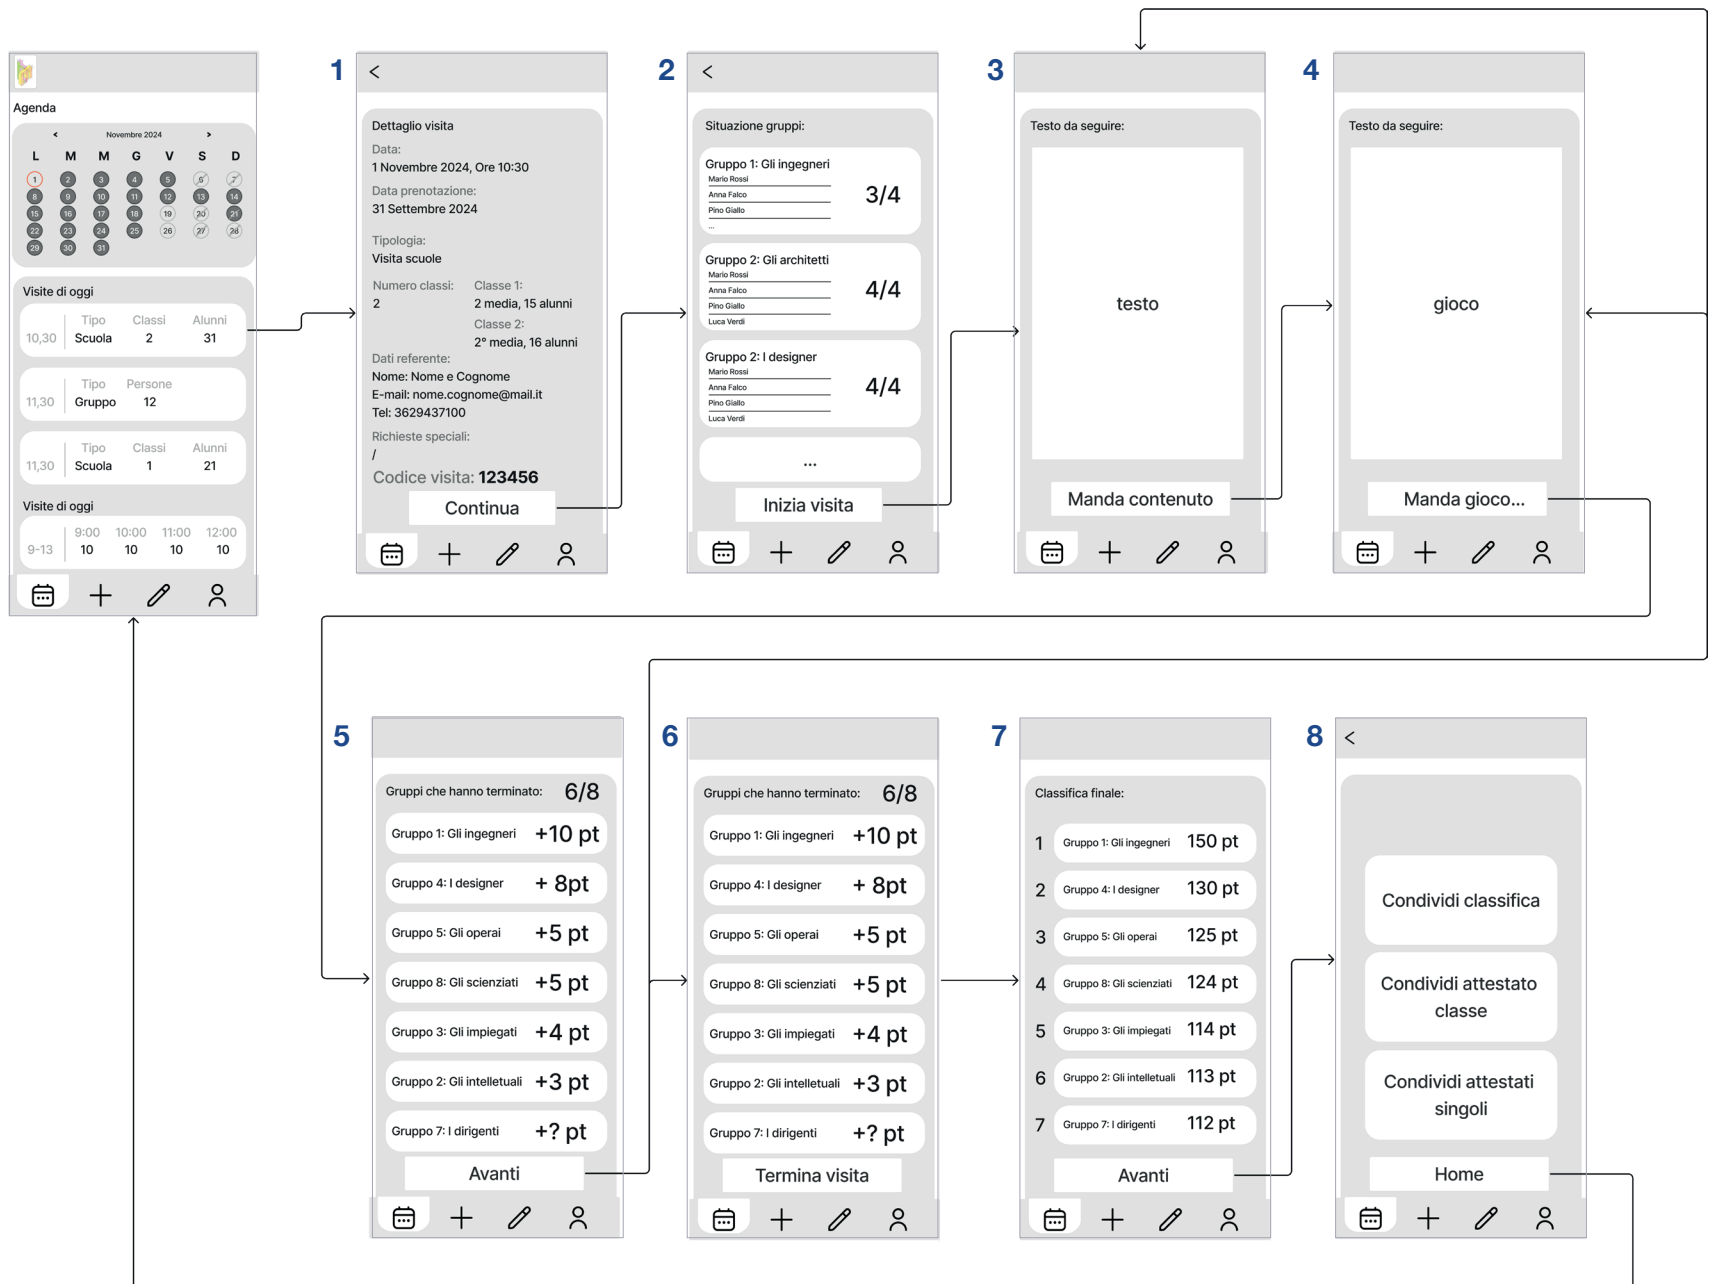 Agenda
Novembre 2024
L M M G V S D
1 2 3 4 5 6 7
8 9 10 11 12 13 14
15 16 17 18 19 20 21
22 23 24 25 26 27 28
29 30 31
Visite di oggi
Tipo Classi Alunni
10,30 Scuola 2 31
Tipo Persone
11,30 Gruppo 12
Tipo Classi Alunni
11,30 Scuola 1 21
Visite di oggi
9:00 10:00 11:00 12:00
9-13 10 10 10 10
1
<
Dettaglio visita
Data:
1 Novembre 2024, Ore 10:30
Data prenotazione:
31 Settembre 2024
Tipologia:
Visita scuole
Numero classi: Classe 1:
2 2 media, 15 alunni
Classe 2:
2° media, 16 alunni
Dati referente:
Nome: Nome e Cognome
E-mail: nome.cognome@mail.it
Tel: 3629437100
Richieste speciali:
/
Codice visita: 123456
Continua
2
<
Situazione gruppi:
Gruppo 1: Gli ingegneri
Mario Rossi
Anna Falco
Pino Giallo
...
3/4
Gruppo 2: Gli architetti
Mario Rossi
Anna Falco
Pino Giallo
Luca Verdi
4/4
Gruppo 2: I designer
Mario Rossi
Anna Falco
Pino Giallo
Luca Verdi
4/4
...
Inizia visita
3
Testo da seguire:
testo
Manda contenuto
4
Testo da seguire:
gioco
Manda gioco...
5
Gruppi che hanno terminato: 6/8
Gruppo 1: Gli ingegneri +10 pt
Gruppo 4: I designer + 8pt
Gruppo 5: Gli operai +5 pt
Gruppo 8: Gli scienziati +5 pt
Gruppo 3: Gli impiegati +4 pt
Gruppo 2: Gli intelletuali +3 pt
Gruppo 7: I dirigenti +? pt
Avanti
6
Gruppi che hanno terminato: 6/8
Gruppo 1: Gli ingegneri +10 pt
Gruppo 4: I designer + 8pt
Gruppo 5: Gli operai +5 pt
Gruppo 8: Gli scienziati +5 pt
Gruppo 3: Gli impiegati +4 pt
Gruppo 2: Gli intelletuali +3 pt
Gruppo 7: I dirigenti +? pt
Termina visita
7
Classifica finale:
1 Gruppo 1: Gli ingegneri 150 pt
2 Gruppo 4: I designer 130 pt
3 Gruppo 5: Gli operai 125 pt
4 Gruppo 8: Gli scienziati 124 pt
5 Gruppo 3: Gli impiegati 114 pt
6 Gruppo 2: Gli intelletuali 113 pt
7 Gruppo 7: I dirigenti 112 pt
Avanti
8
<
Condividi classifica
Condividi attestato
classe
Condividi attestati
singoli
Home